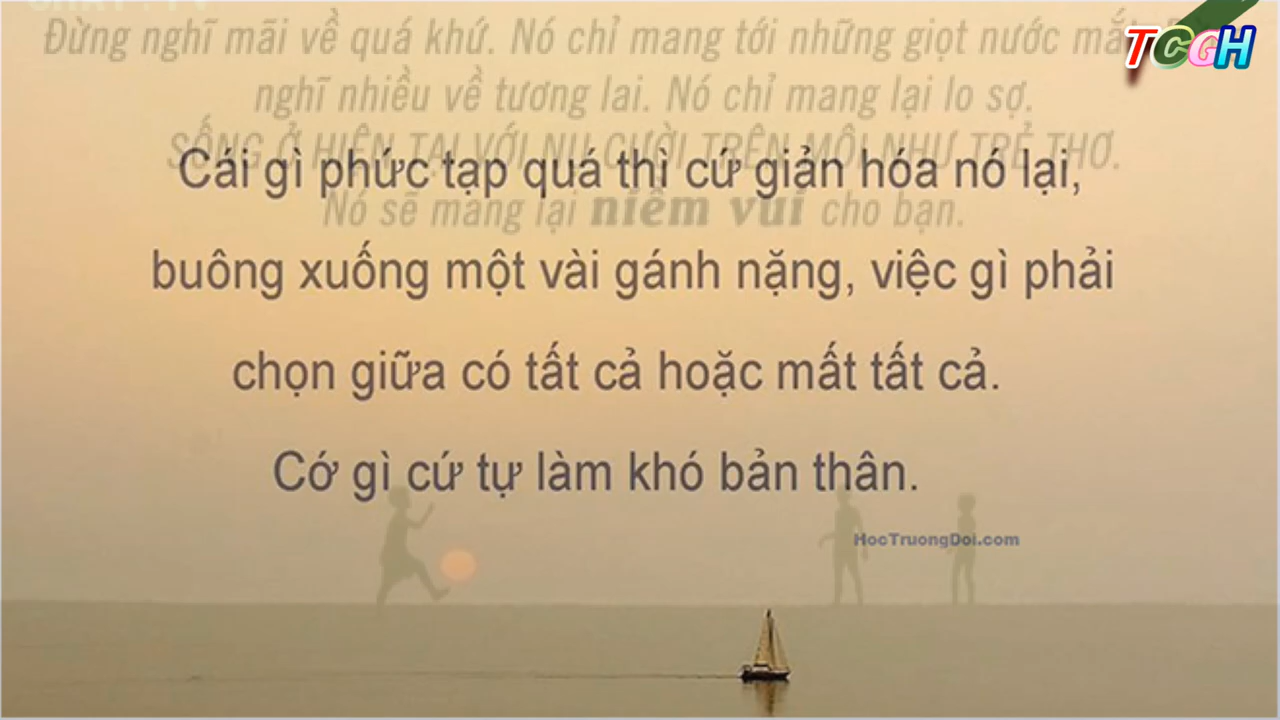 Đừng nghĩ mãi về quá khứ. Nó chỉ mang tới những giọt nước mắt.
TCGH
nghĩ nhiều về tương lai. Nó chỉ mang lại lo sợ.
SỐNG Ở HIỆN TẠI VỚI NỤ CƯỜI TRÊN MÔI NHƯ TRẺ THƠ.
Cái gì phức tạp quá thì cứ giản hóa nó lại,
Nó sẽ mang lại niềm vui cho bạn.
buông xuống một vài gánh nặng, việc gì phải
chọn giữa có tất cả hoặc mất tất cả.
Cớ gì cứ tự làm khó bản thân.
HocTruongDoi.com